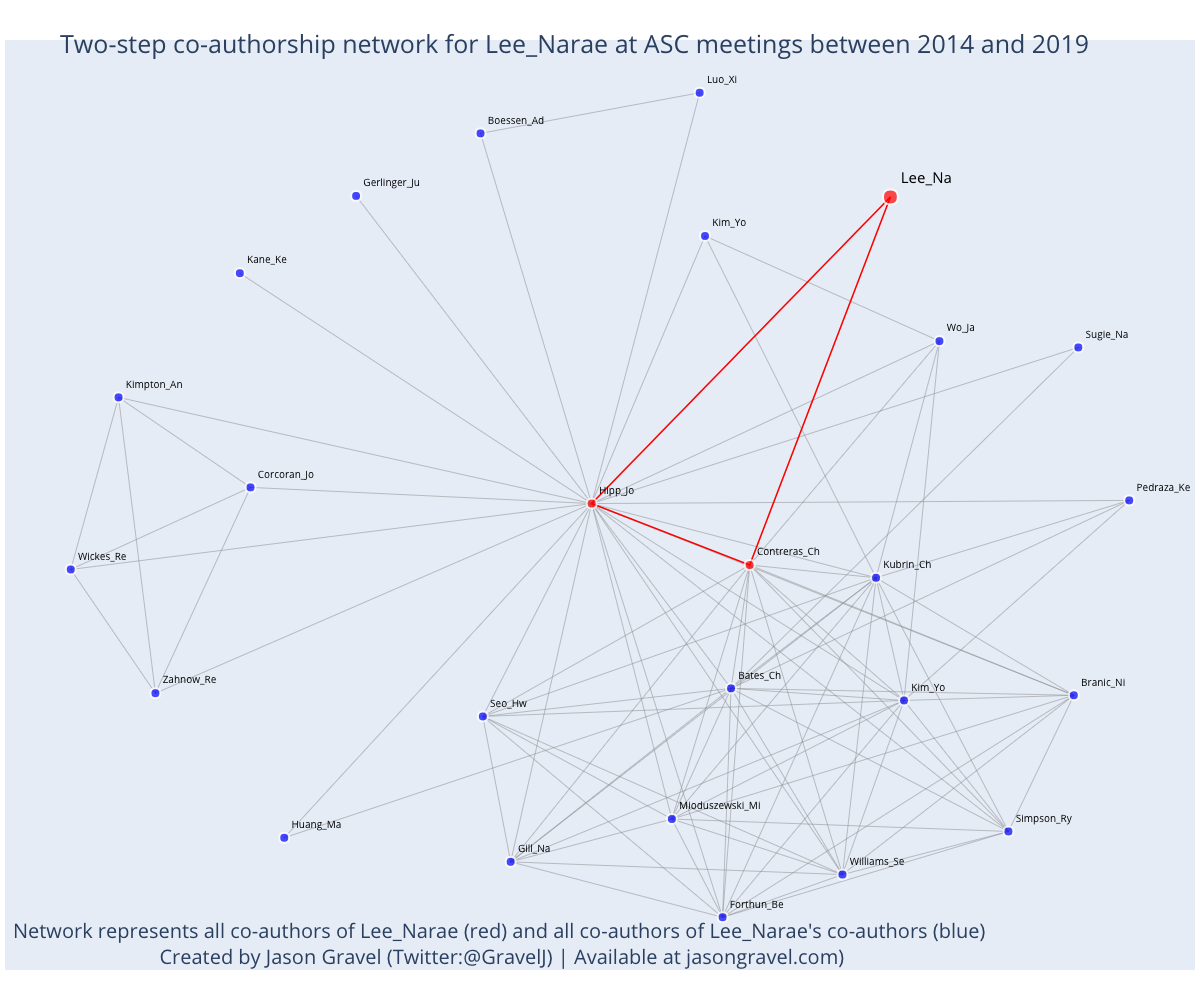 Two-step co-authorship network for Lee_Narae at ASC meetings between 2014 and 2019
Luo_Xi
Boessen_Ad
Lee_Na
Gerlinger_Ju
Kim_Yo
Kane_Ke
Wo_Ja
Sugie_Na
Kimpton_An
Corcoran_Jo
Hipp_Jo
Pedraza_Ke
Wickes_Re
Contreras_Ch
Kubrin_Ch
Zahnow_Re
Bates_Ch
Kim_Yo
Branic_Ni
Seo_Hw
Huang_Ma
Mioduszewski_Mi
Simpson_Ry
Gill_Na
Williams_Se
Forthun_Be
Network represents all co-authors of Lee_Narae (red) and all co-authors of Lee_Narae's co-authors (blue)
Created by Jason Gravel (Twitter:@GravelJ) | Available at jasongravel.com)